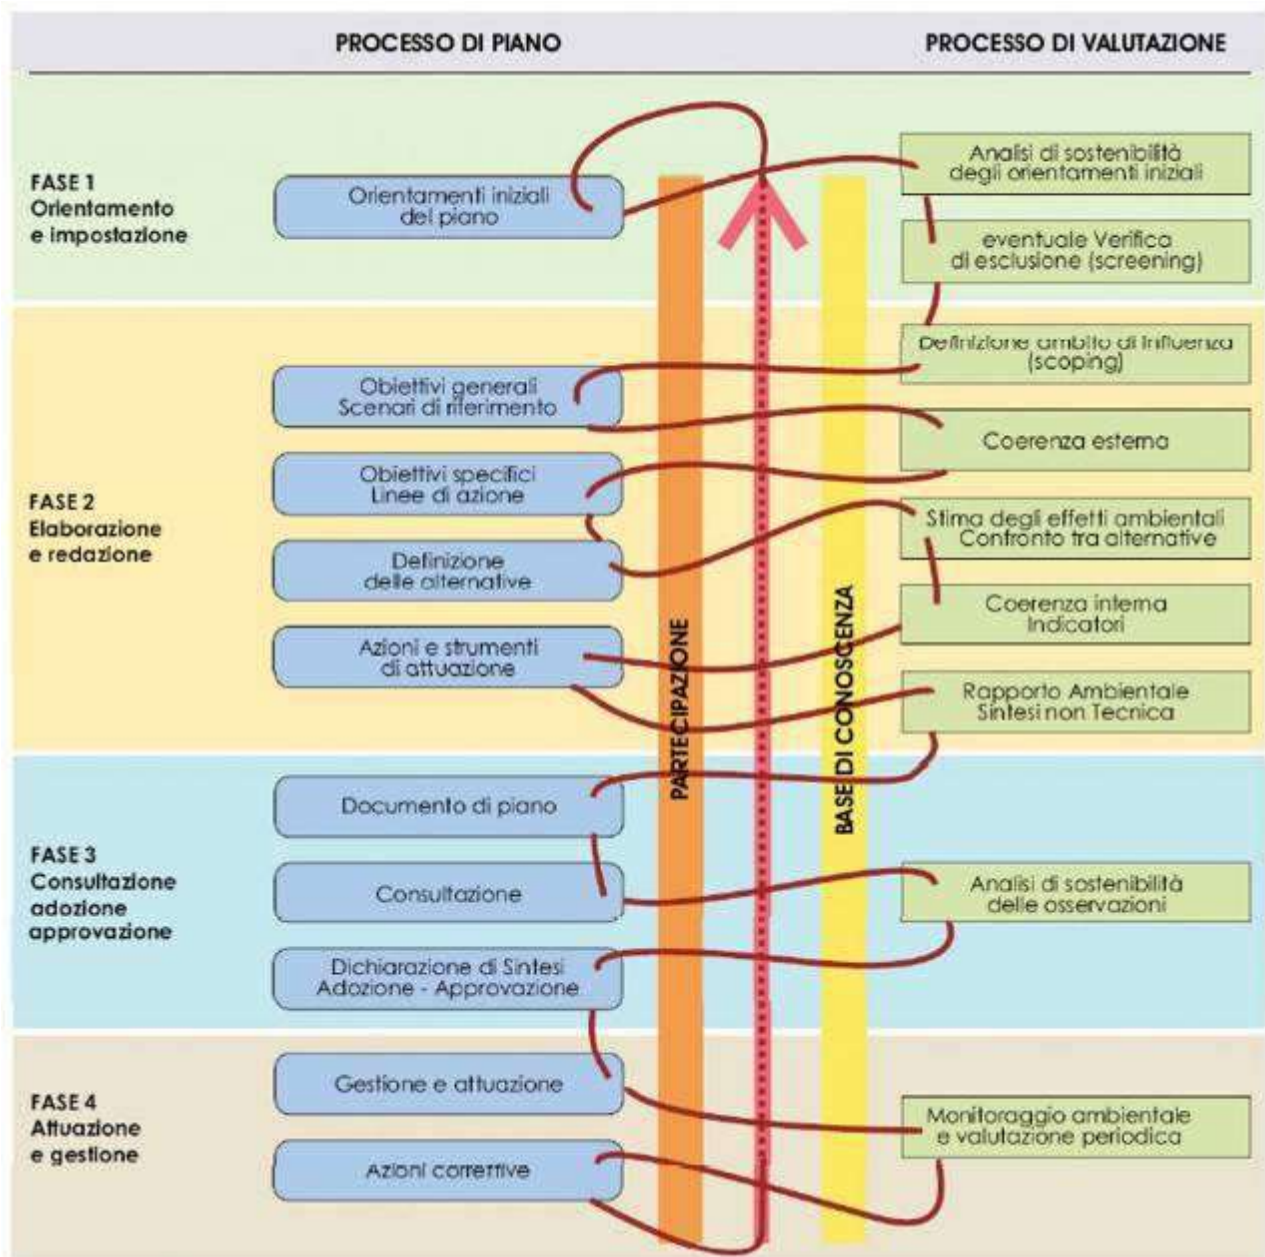 PROCESSO DI PIANO
PROCESSO DI VALUTAZIONE
FASE 1
Orientamento
e impostazione
Orientamenti iniziali
del piano
Analisi di sostenibilità
degli orientamenti iniziali
eventuale Verifica
di esclusione (screening)
FASE 2
Elaborazione
e redazione
Definizione ambito di influenza
(scoping)
Obiettivi generali
Scenari di riferimento
Coerenza esterna
Obiettivi specifici
Linee di azione
Stima degli effetti ambientali
Confronto tra alternative
Definizione
delle alternative
Coerenza interna
Indicatori
Azioni e strumenti
di attuazione
Rapporto Ambientale
Sintesi non Tecnica
PARTECIPAZIONE
BASE DI CONOSCENZA
FASE 3
Consultazione
adozione
approvazione
Documento di piano
Consultazione
Analisi di sostenibilità
delle osservazioni
Dichiarazione di Sintesi
Adozione - Approvazione
FASE 4
Attuazione
e gestione
Gestione e attuazione
Monitoraggio ambientale
e valutazione periodica
Azioni correttive